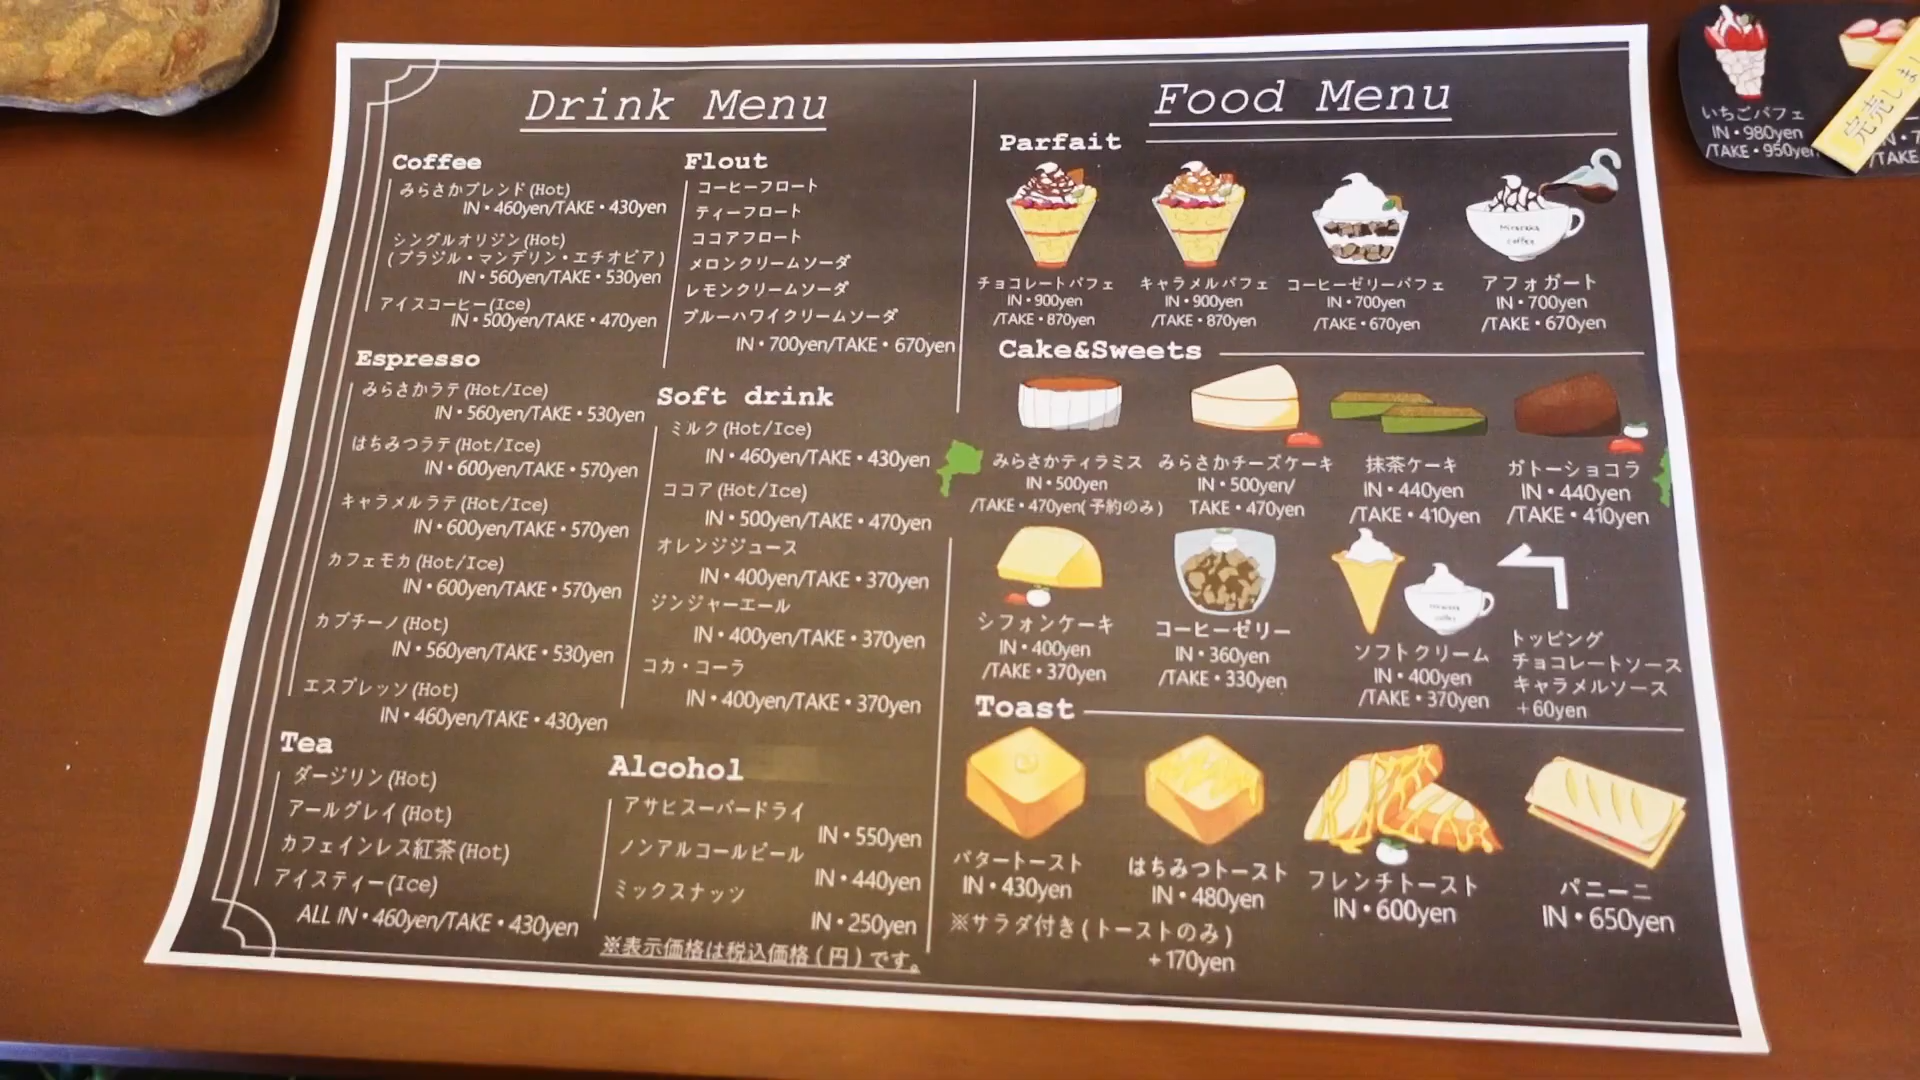 Drink Menu
Coffee
みらさかブレンド(Hot)
IN・460yen/TAKE・430yen
シングルオリジン(Hot)
(ブラジル・マンデリン・エチオピア)
IN・560yen/TAKE・530yen
アイスコーヒー(Ice)
IN・500yen/TAKE・470yen
Espresso
みらさかラテ(Hot/Ice)
IN・560yen/TAKE・530yen
はちみつラテ(Hot/Ice)
IN・600yen/TAKE・570yen
キャラメルラテ(Hot/Ice)
IN・600yen/TAKE・570yen
カフェモカ(Hot/Ice)
IN・600yen/TAKE・570yen
カプチーノ(Hot)
IN・560yen/TAKE・530yen
エスプレッソ(Hot)
IN・460yen/TAKE・430yen
Tea
ダージリン(Hot)
アールグレイ(Hot)
カフェインレス紅茶(Hot)
アイスティー(Ice)
ALL IN・460yen/TAKE・430yen
Flout
コーヒーフロート
ティーフロート
ココアフロート
メロンクリームソーダ
レモンクリームソーダ
ブルーハワイクリームソーダ
IN・700yen/TAKE・670yen
Soft drink
ミルク(Hot/Ice)
IN・460yen/TAKE・430yen
ココア(Hot/Ice)
IN・500yen/TAKE・470yen
オレンジジュース
IN・400yen/TAKE・370yen
ジンジャーエール
IN・400yen/TAKE・370yen
コカ・コーラ
IN・400yen/TAKE・370yen
Alcohol
アサヒスーパードライ
IN・550yen
ノンアルコールビール
IN・440yen
ミックスナッツ
IN・250yen
※表示価格は税込価格(円)です。
Food Menu
Parfait
チョコレートパフェ
IN・900yen
/TAKE・870yen
キャラメルパフェ
IN・900yen
/TAKE・870yen
コーヒーゼリーパフェ
IN・700yen
/TAKE・670yen
mirasaka
coffee
アフォガート
IN・700yen
/TAKE・670yen
Cake&Sweets
みらさかティラミス
IN・500yen
/TAKE・470yen(予約のみ)
みらさかチーズケーキ
IN・500yen/
TAKE・470yen
抹茶ケーキ
IN・440yen
/TAKE・410yen
ガトーショコラ
IN・440yen
/TAKE・410yen
シフォンケーキ
IN・400yen
/TAKE・370yen
コーヒーゼリー
IN・360yen
/TAKE・330yen
ソフトクリーム
IN・400yen
/TAKE・370yen
トッピング
チョコレートソース
キャラメルソース
+60yen
Toast
バタートースト
IN・430yen
はちみつトースト
IN・480yen
フレンチトースト
IN・600yen
パニーニ
IN・650yen
※サラダ付き(トーストのみ)
+170yen
いちごパフェ
IN・980yen
/TAKE・950yen
完売しまし
/TAKE